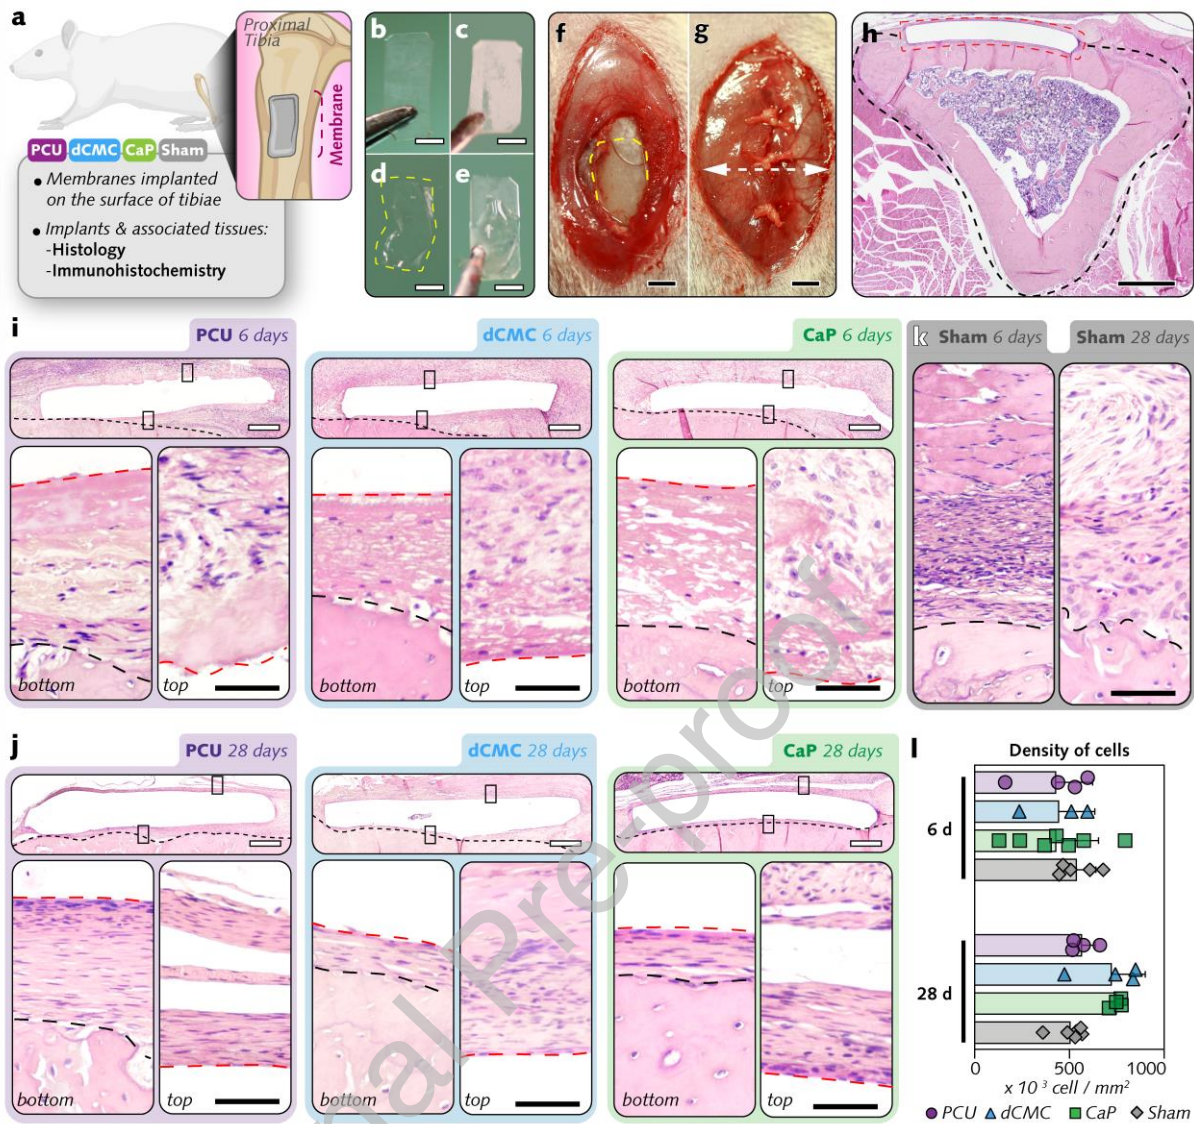 a
Proximal
Tibia
Membrane
PCU dCMC CaP Sham
• Membranes implanted
on the surface of tibiae
• Implants & associated tissues:
-Histology
-Immunohistochemistry
b
c
d
e
f
g
h
i
PCU 6 days
bottom
top
dCMC 6 days
bottom
top
CaP 6 days
bottom
top
k
Sham 6 days
Sham 28 days
j
PCU 28 days
bottom
top
dCMC 28 days
bottom
top
CaP 28 days
bottom
top
l
Density of cells
6 d
28 d
0 500 1000
x 10³ cell / mm²
PCU dCMC CaP Sham
nal Pre-proof